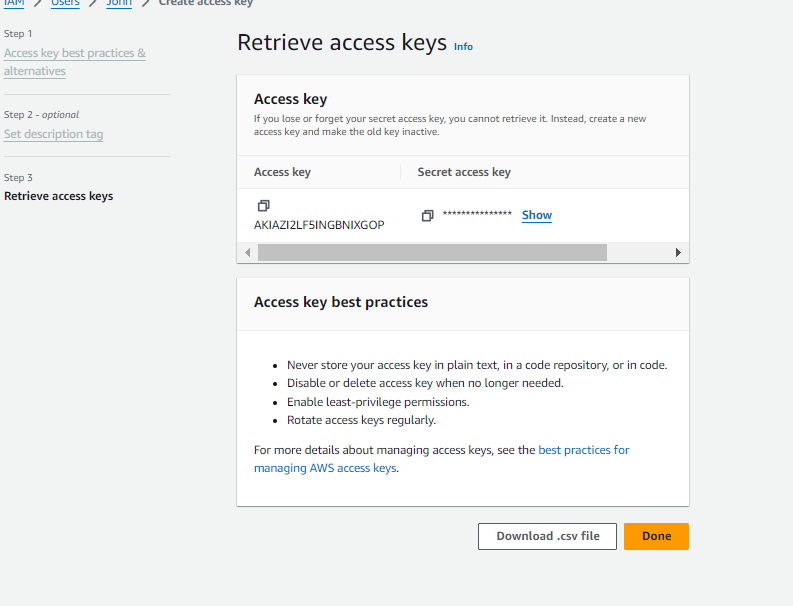 IAM > Users > John > Create access key
Step 1
Access key best practices &
alternatives
Step 2 - optional
Set description tag
Step 3
Retrieve access keys
Retrieve access keys Info
Access key
If you lose or forget your secret access key, you cannot retrieve it. Instead, create a new
access key and make the old key inactive.
Access key Secret access key
AKIAZI2LF5INGBNIXGOP *************** Show
Access key best practices
• Never store your access key in plain text, in a code repository, or in code.
• Disable or delete access key when no longer needed.
• Enable least-privilege permissions.
• Rotate access keys regularly.
For more details about managing access keys, see the best practices for
managing AWS access keys.
Download .csv file Done